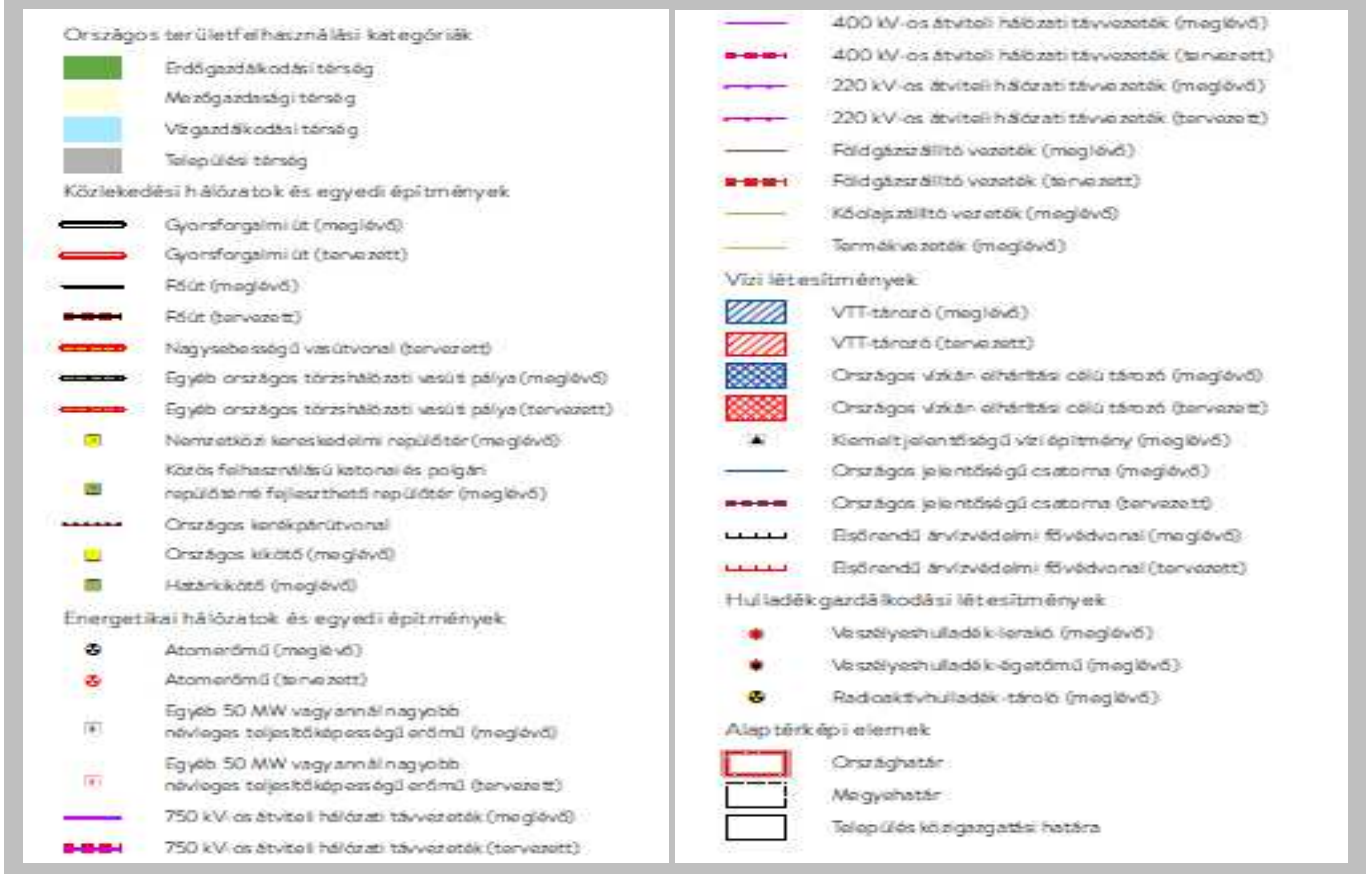 Országos területfelhasználási kategóriák
Erdőgazdálkodási térség
Mezőgazdasági térség
Vízgazdálkodási térség
Települési térség
Közlekedési hálózatok és egyedi építmények
Gyorsforgalmi út (meglévő)
Gyorsforgalmi út (tervezett)
Főút (meglévő)
Főút (tervezett)
Nagysebességű vasútvonal (tervezett)
Egyéb országos törzshálózati vasúti pálya (meglévő)
Egyéb országos törzshálózati vasúti pálya (tervezett)
Nemzetközi kereskedelmi repülőtér (meglévő)
Közös felhasználású katonai és polgári
repülőtérré fejleszthető repülőtér (meglévő)
Országos kerékpárútvonal
Országos kikötő (meglévő)
Határkikötő (meglévő)
Energetikai hálózatok és egyedi építmények
Atomerőmű (meglévő)
Atomerőmű (tervezett)
Egyéb 50 MW vagy annál nagyobb
névleges teljesítőképességű erőmű (meglévő)
Egyéb 50 MW vagy annál nagyobb
névleges teljesítőképességű erőmű (tervezett)
750 kV-os átviteli hálózati távvezeték (meglévő)
750 kV-os átviteli hálózati távvezeték (tervezett)
400 kV-os átviteli hálózati távvezeték (meglévő)
400 kV-os átviteli hálózati távvezeték (tervezett)
220 kV-os átviteli hálózati távvezeték (meglévő)
220 kV-os átviteli hálózati távvezeték (tervezett)
Földgázszállító vezeték (meglévő)
Földgázszállító vezeték (tervezett)
Kőolajszállító vezeték (meglévő)
Termékvezeték (meglévő)
Vízi létesítmények
VTT-tározó (meglévő)
VTT-tározó (tervezett)
Országos vízkár-elhárítási célú tározó (meglévő)
Országos vízkár-elhárítási célú tározó (tervezett)
Kiemelt jelentőségű vízi építmény (meglévő)
Országos jelentőségű csatorna (meglévő)
Országos jelentőségű csatorna (tervezett)
Elsőrendű árvízvédelmi fővédvonal (meglévő)
Elsőrendű árvízvédelmi fővédvonal (tervezett)
Hulladékgazdálkodási létesítmények
Veszélyeshulladék-lerakó (meglévő)
Veszélyeshulladék-égetőmű (meglévő)
Radioaktívhulladék-tároló (meglévő)
Alaptérképi elemek
Országhatár
Megyehatár
Település közigazgatási határa